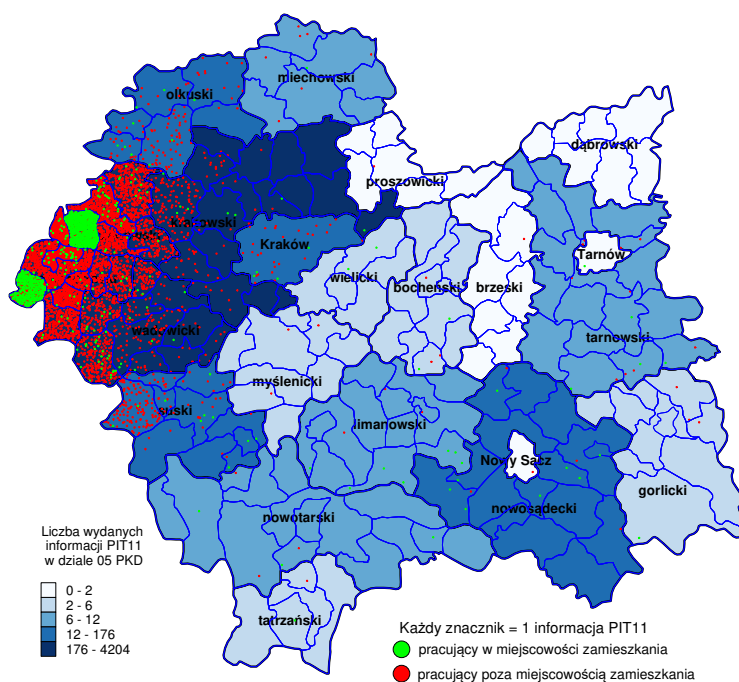 olkuski
miechowski
dąbrowski
proszowicki
krakowski
Kraków
Tarnów
wielicki
bocheński
brzeski
wadowicki
tarnowski
myślenicki
suski
limanowski
Nowy Sącz
gorlicki
nowosądecki
nowotarski
tatrzański
Liczba wydanych
informacji PIT11
w dziale 05 PKD
0 - 2
2 - 6
6 - 12
12 - 176
176 - 4204
Każdy znacznik = 1 informacja PIT11
pracujący w miejscowości zamieszkania
pracujący poza miejscowością zamieszkania